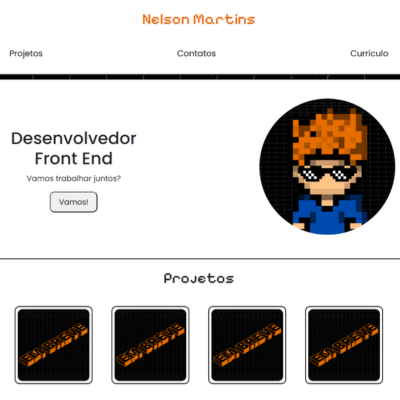 Nelson Martins
Projetos Contatos Currículo
Desenvolvedor
Front End
Vamos trabalhar juntos?
Vamos!
Projetos
EM BREVE EM BREVE EM BREVE EM BREVE